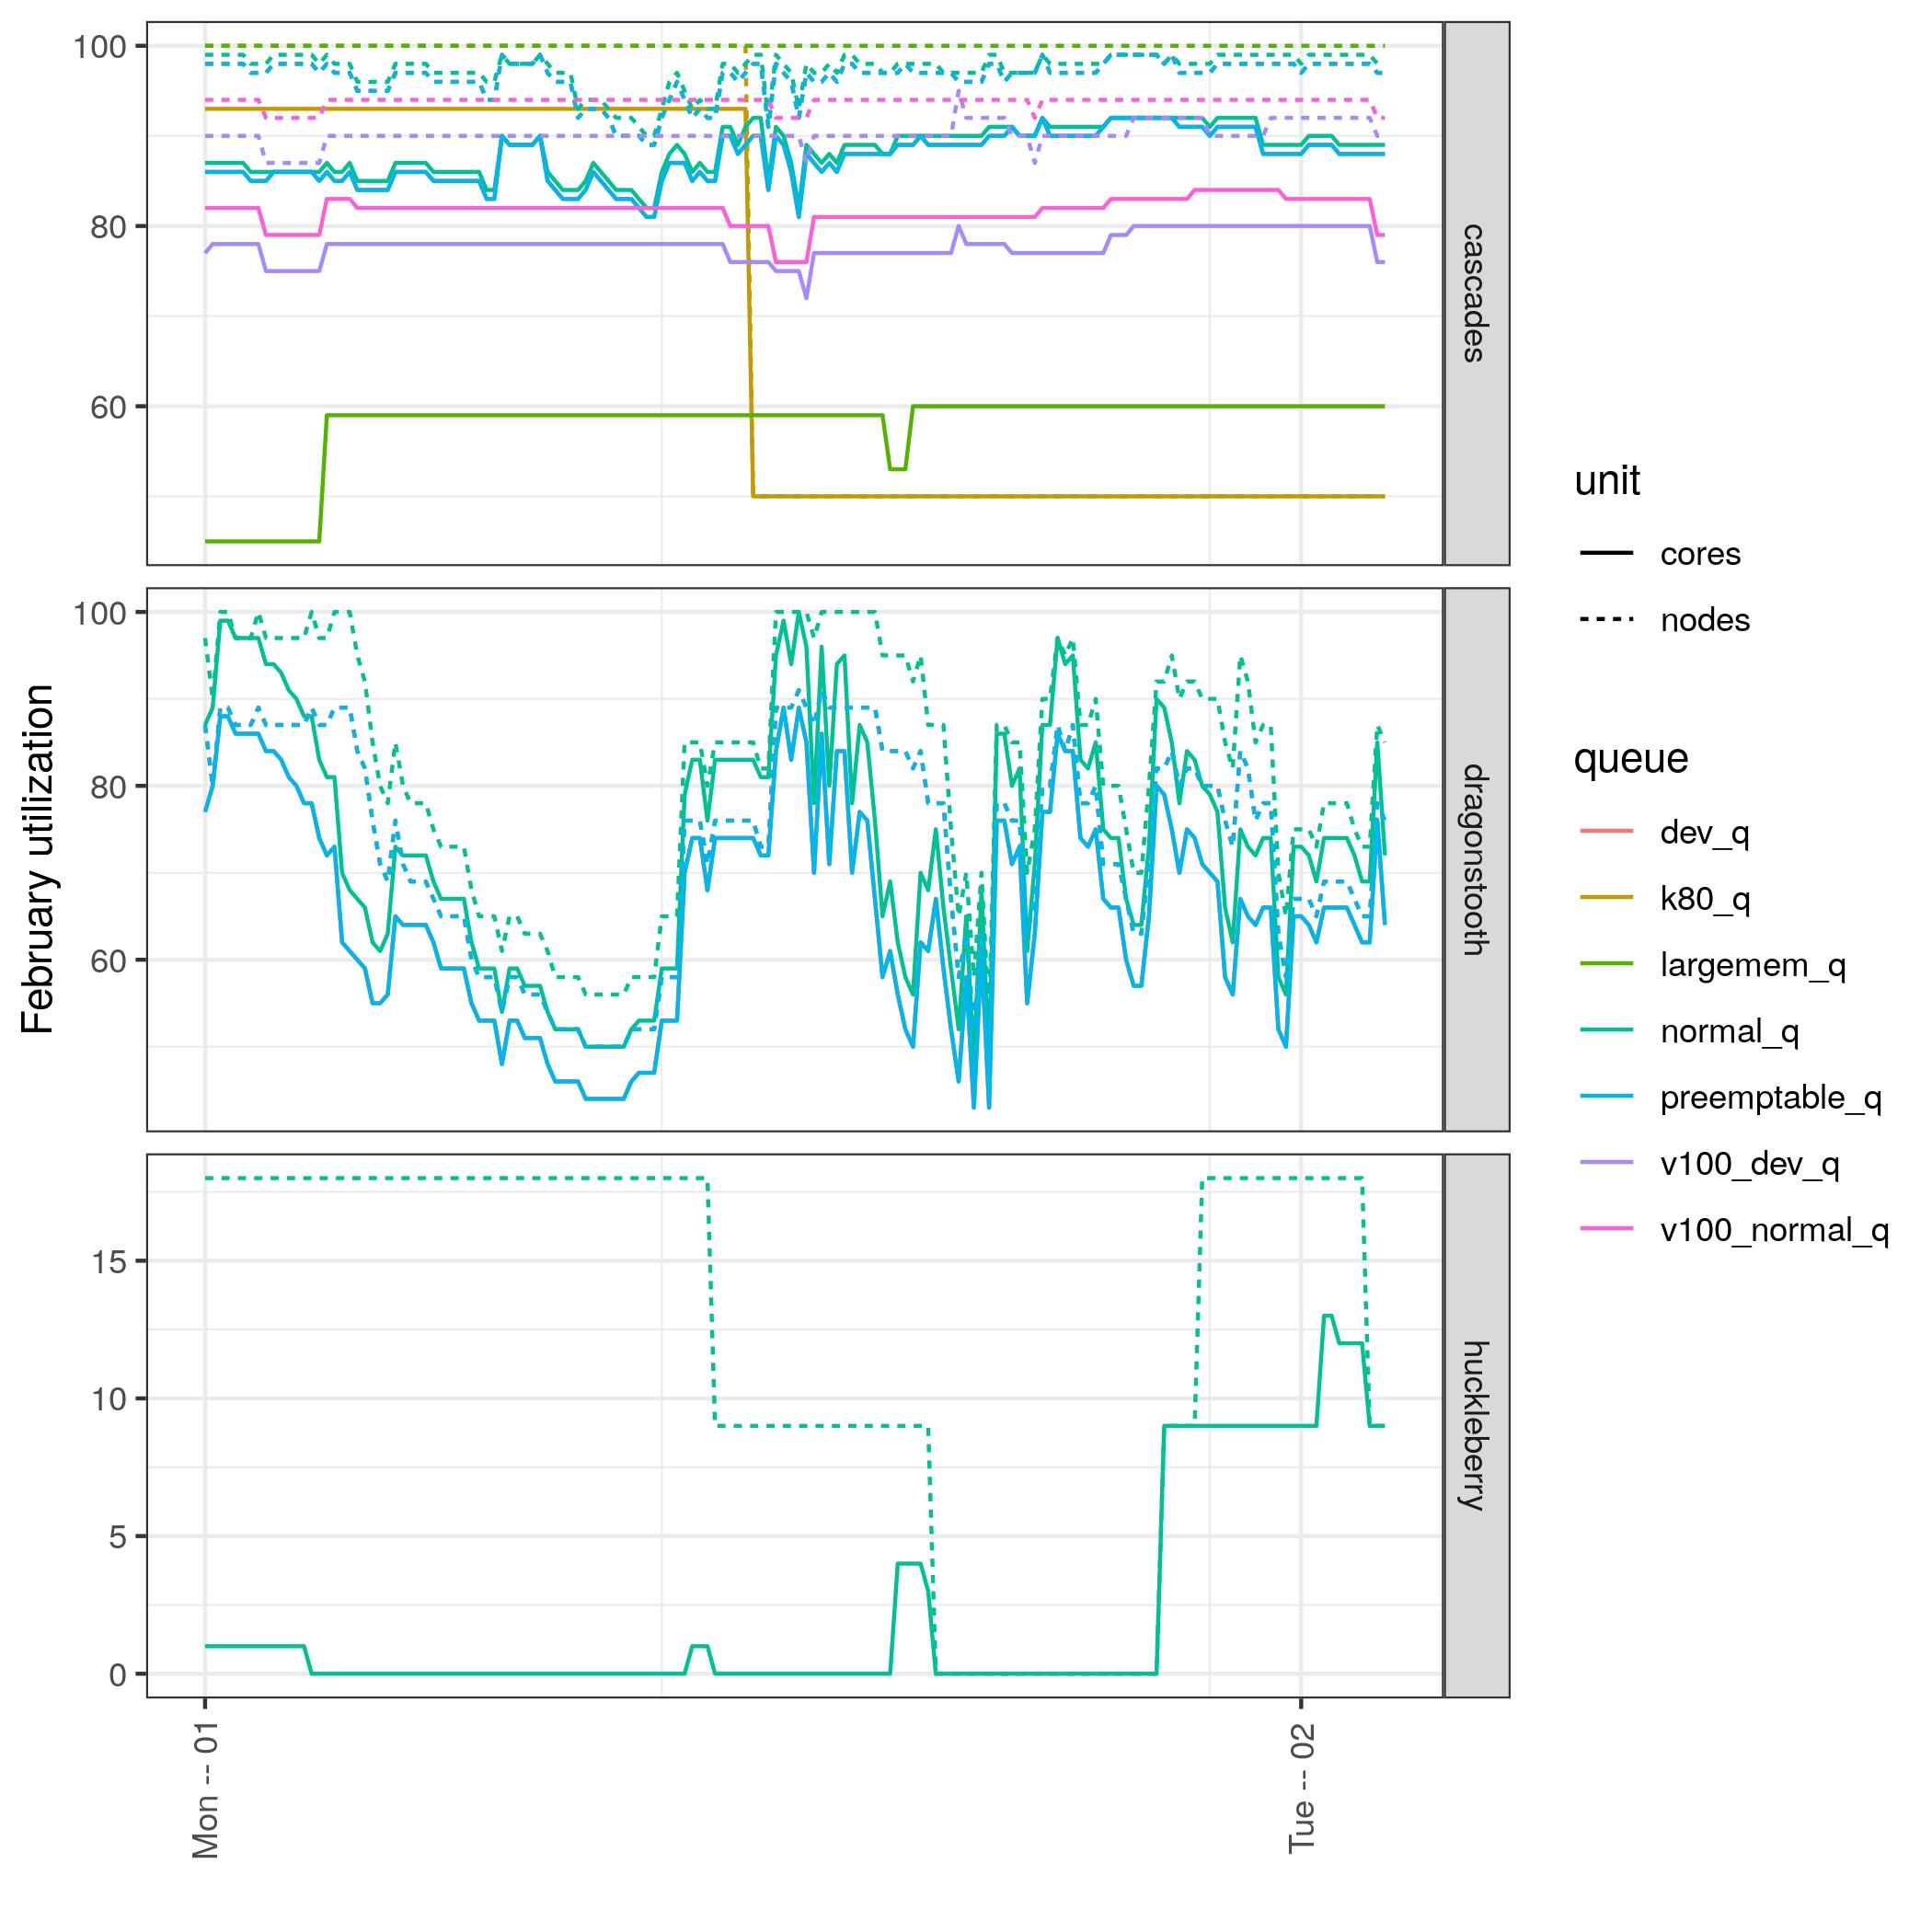 100
80
60
cascades
100
80
60
dragonstooth
15
10
5
0
huckleberry
February utilization
Mon -- 01
Tue -- 02
unit
cores
nodes
queue
dev_q
k80_q
largemem_q
normal_q
preemptable_q
v100_dev_q
v100_normal_q